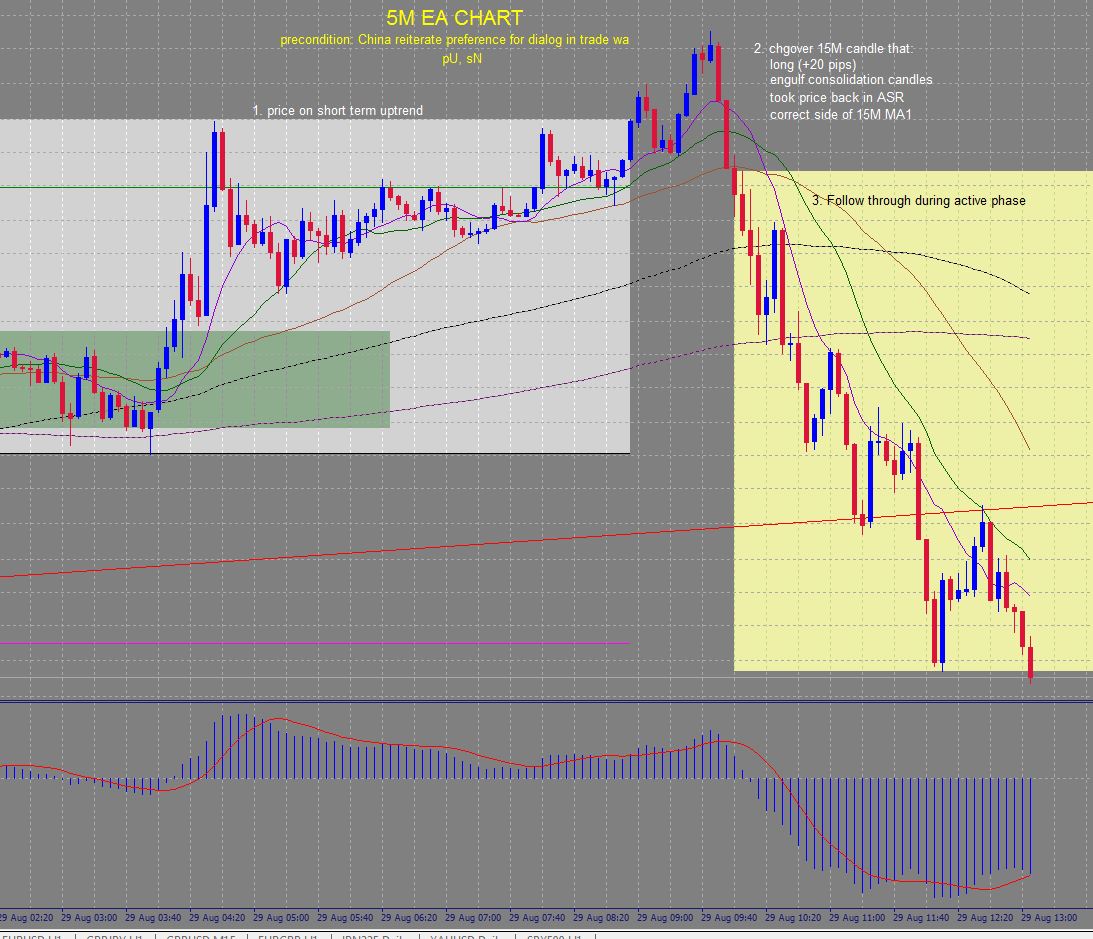 5M EA CHART
precondition: China reiterate preference for dialog in trade wa
pU, sN
1. price on short term uptrend
2. chgover 15M candle that:
long (+20 pips)
engulf consolidation candles
took price back in ASR
correct side of 15M MA1
3. Follow through during active phase
29 Aug 02:20 29 Aug 03:00 29 Aug 03:40 29 Aug 04:20 29 Aug 05:00 29 Aug 05:40 29 Aug 06:20 29 Aug 07:00 29 Aug 07:40 29 Aug 08:20 29 Aug 09:00 29 Aug 09:40 29 Aug 10:20 29 Aug 11:00 29 Aug 11:40 29 Aug 12:20 29 Aug 13:00